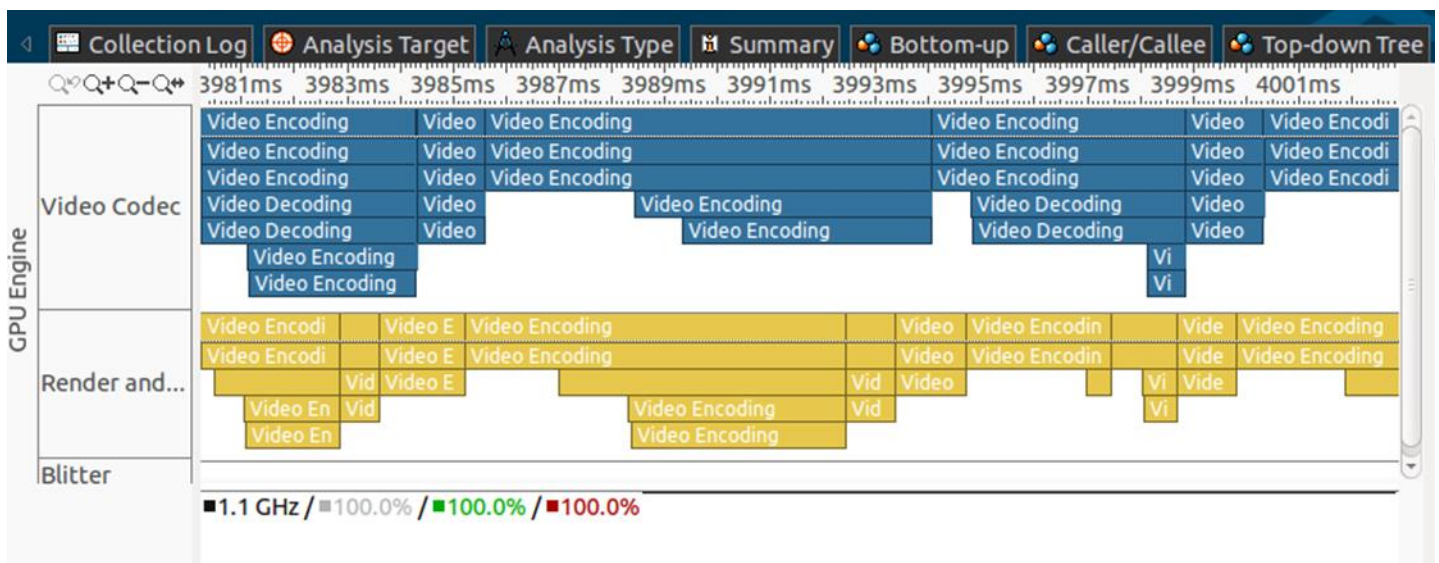 Collection Log Analysis Target Analysis Type Summary Bottom-up Caller/Callee Top-down Tree
3981ms 3983ms 3985ms 3987ms 3989ms 3991ms 3993ms 3995ms 3997ms 3999ms 4001ms
GPU Engine
Video Codec
Video Encoding Video Video Encoding Video Encoding Video Video Encodi
Video Encoding Video Video Encoding Video Encoding Video Video Encodi
Video Encoding Video Video Encoding Video Encoding Video Video Encodi
Video Decoding Video Video Encoding Video Decoding Video
Video Decoding Video Video Encoding Video Decoding Video
Video Encoding Vi
Video Encoding Vi
Render and...
Video Encodi Video E Video Encoding Video Video Encodin Vide Video Encoding
Video Encodi Video E Video Encoding Video Video Encodin Vide Video Encoding
Vid Video E Vid Video Vi Vide
Video En Vid Video Encoding Vid Vi
Video En Video Encoding
Blitter
1.1 GHz / 100.0% / 100.0% / 100.0%